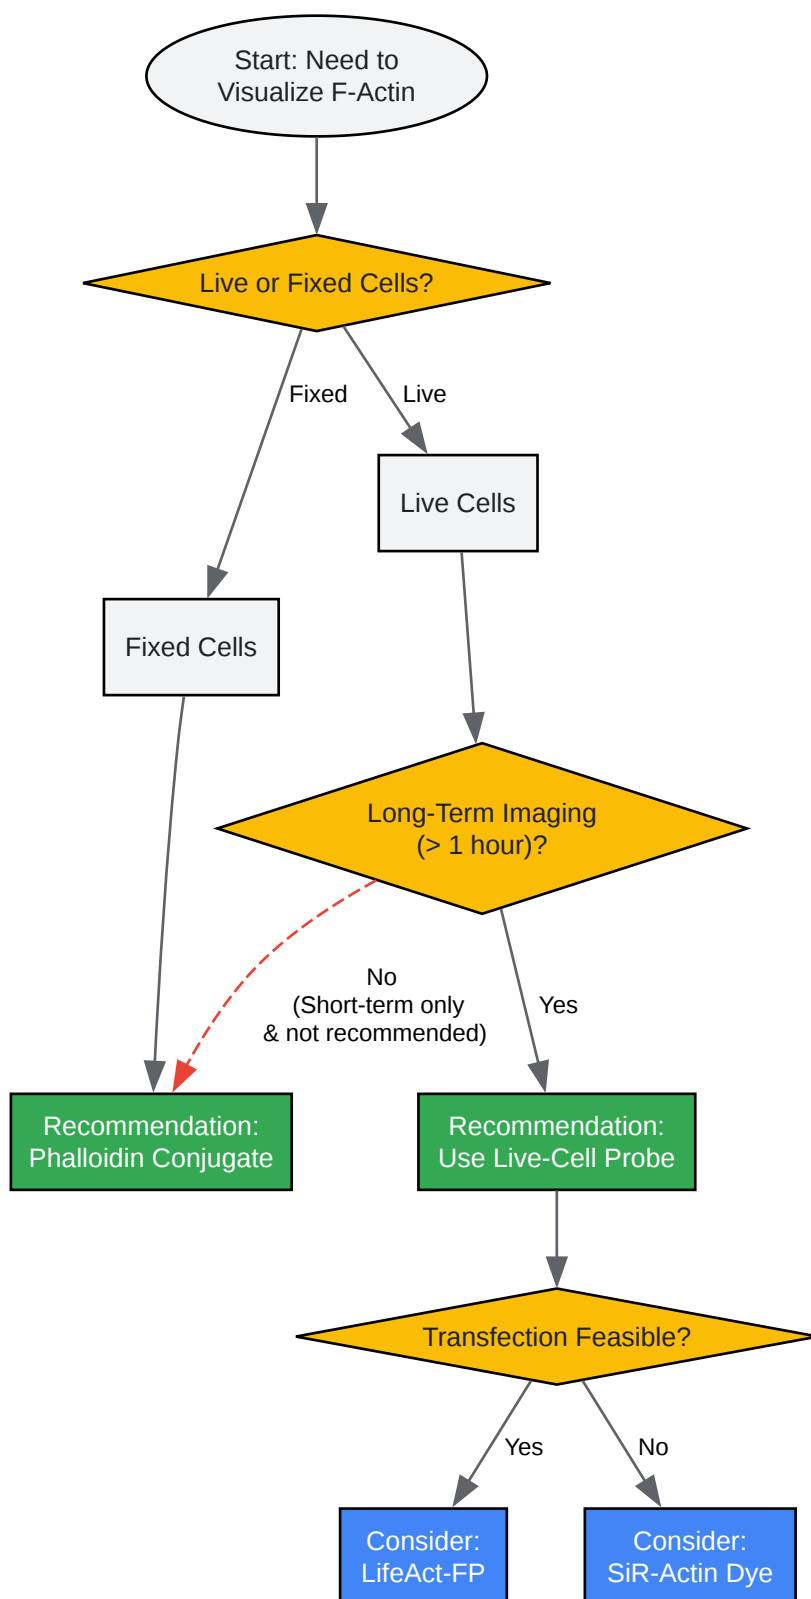 Start: Need to
Visualize F-Actin
Live or Fixed Cells?
Fixed
Live
Live Cells
Fixed Cells
Long-Term Imaging
(> 1 hour)?
No
(Short-term only
& not recommended)
Yes
Recommendation:
Phalloidin Conjugate
Recommendation:
Use Live-Cell Probe
Transfection Feasible?
Yes
No
Consider:
LifeAct-FP
Consider:
SiR-Actin Dye